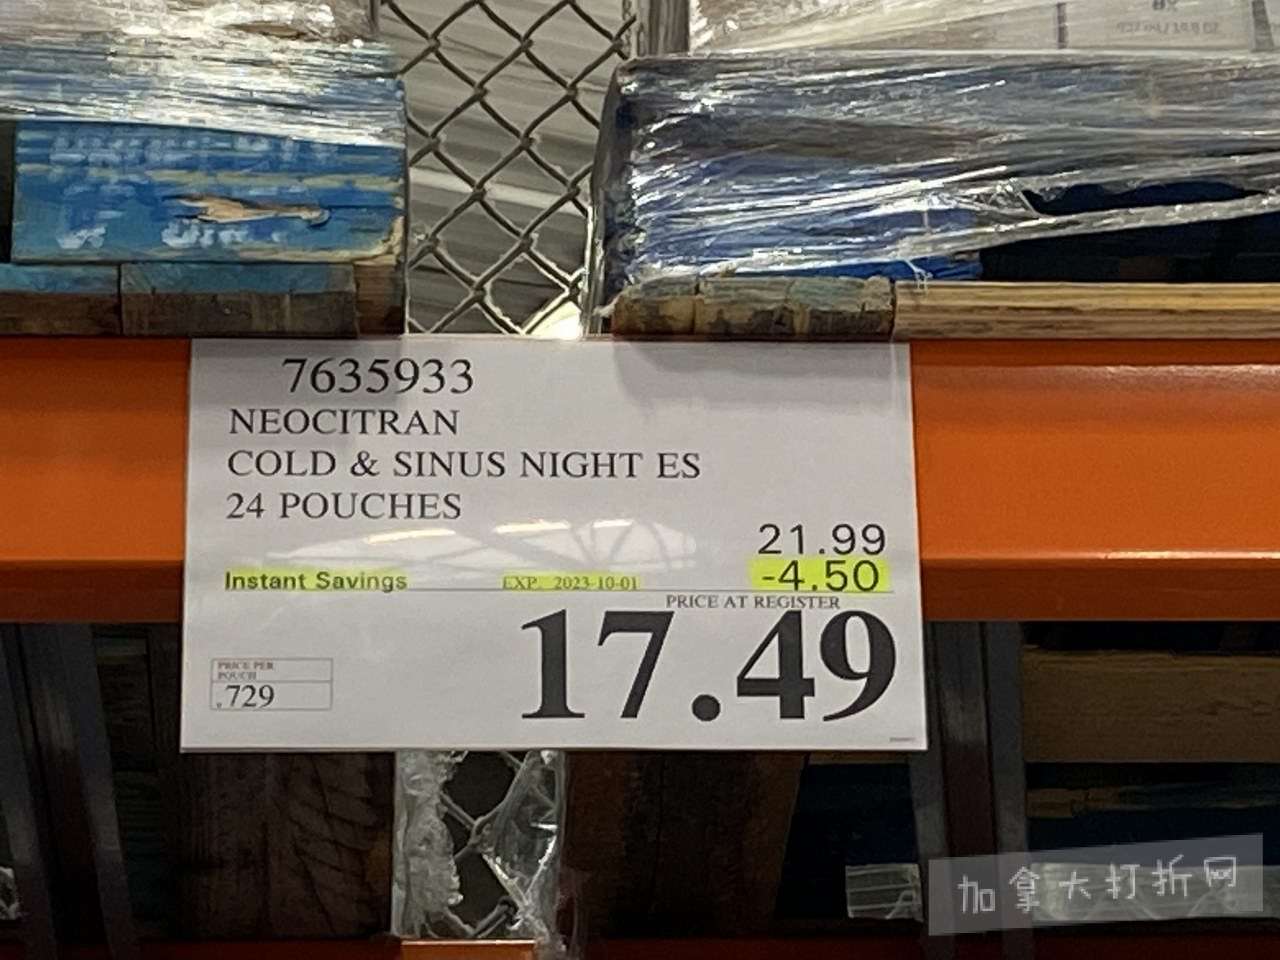 7635933
NEOCITRAN
COLD & SINUS NIGHT ES
24 POUCHES
21.99
Instant Savings EXP. 2023-10-01 -4.50
PRICE AT REGISTER
17.49
PRICE PER
POUCH
.729
加拿大打折网